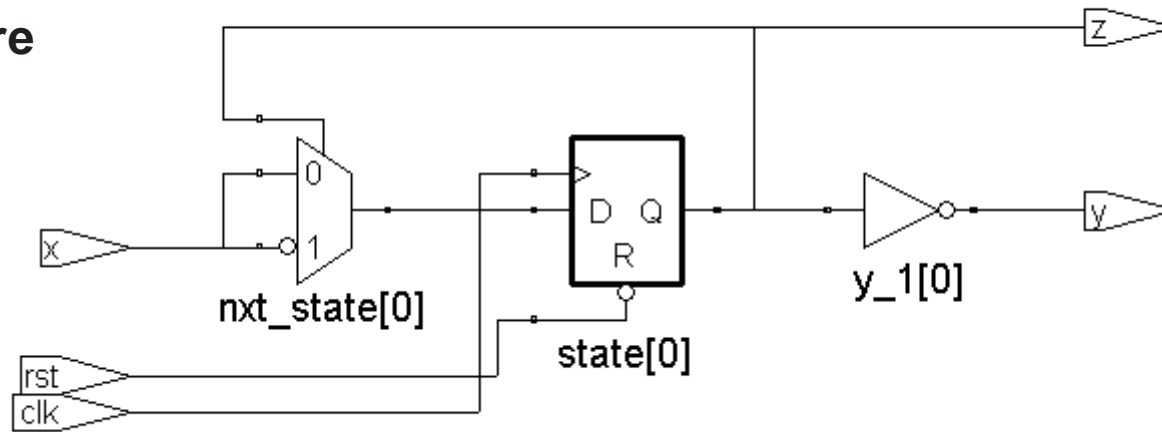 re
z
0
D Q
x
1
R
y
nxt_state[0]
y_1[0]
state[0]
rst
clk